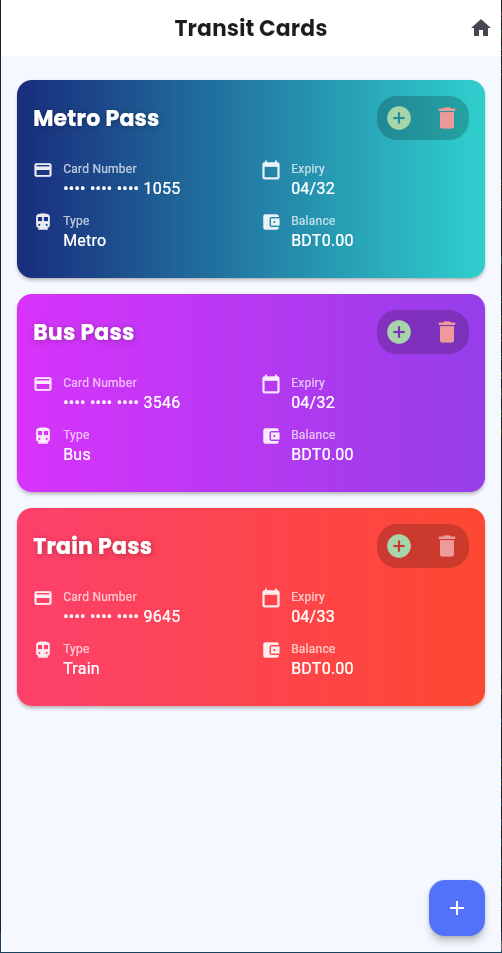 Transit Cards
Metro Pass
Card Number
•••• •••• •••• 1055
Expiry
04/32
Type
Metro
Balance
BDT0.00
Bus Pass
Card Number
•••• •••• •••• 3546
Expiry
04/32
Type
Bus
Balance
BDT0.00
Train Pass
Card Number
•••• •••• •••• 9645
Expiry
04/33
Type
Train
Balance
BDT0.00